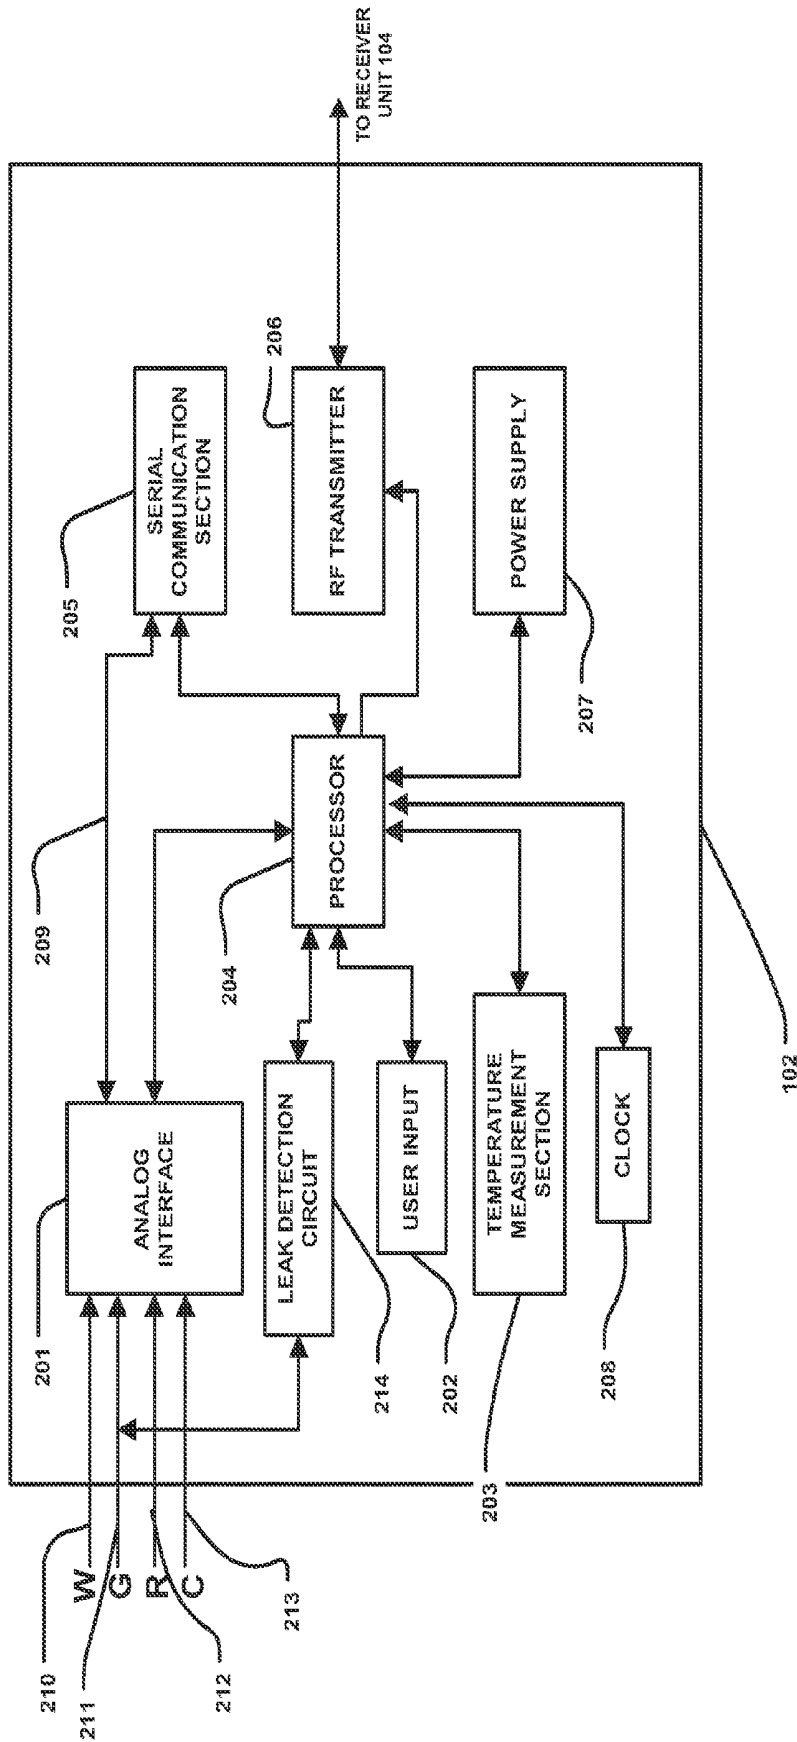 210
W
211
G
R
212
C
213
201
ANALOG
INTERFACE
209
205
SERIAL
COMMUNICATION
SECTION
LEAK DETECTION
CIRCUIT
214
204
PROCESSOR
206
RF TRANSMITTER
TO RECEIVER
UNIT 104
USER INPUT
202
TEMPERATURE
MEASUREMENT
SECTION
203
POWER SUPPLY
207
CLOCK
208
102